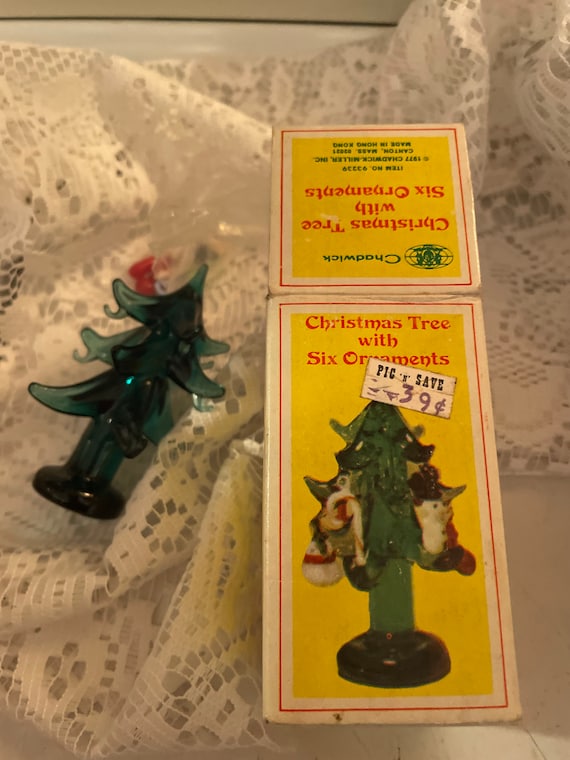 Chadwick
Christmas Tree
with
Six Ornaments
ITEM NO. 93239
© 1977 CHADWICK-MILLER, INC.
CANTON, MASS. 02021
MADE IN HONG KONG
Christmas Tree
with
Six Ornaments
PIC 'N' SAVE
39¢